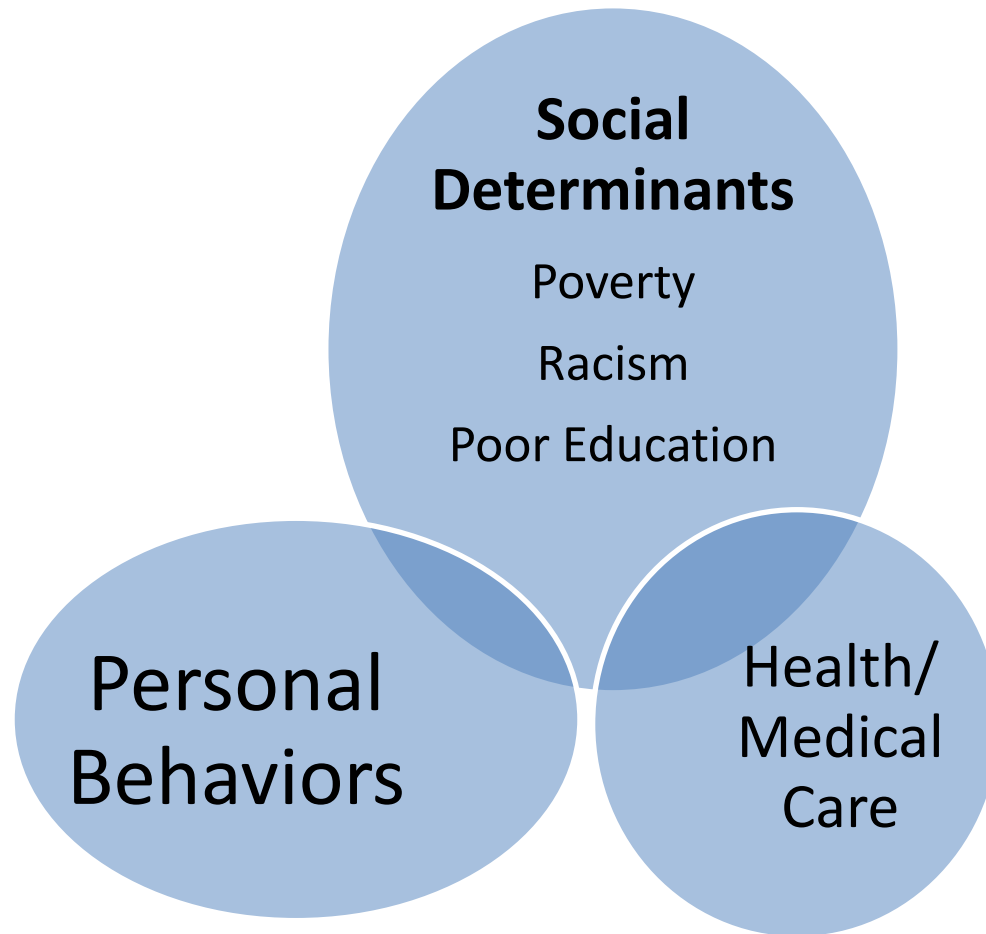 Social
Determinants
Poverty
Racism
Poor Education
Personal
Behaviors
Health/
Medical
Care